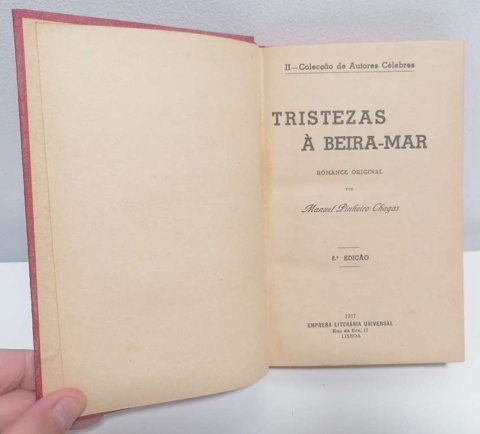 II — Colecção de Autores Célebres
TRISTEZAS
À BEIRA-MAR
ROMANCE ORIGINAL
POR
Manuel Pinheiro Chagas
EDIÇÃO
EMPRESA LITERÁRIA UNIVERSAL
LISBOA